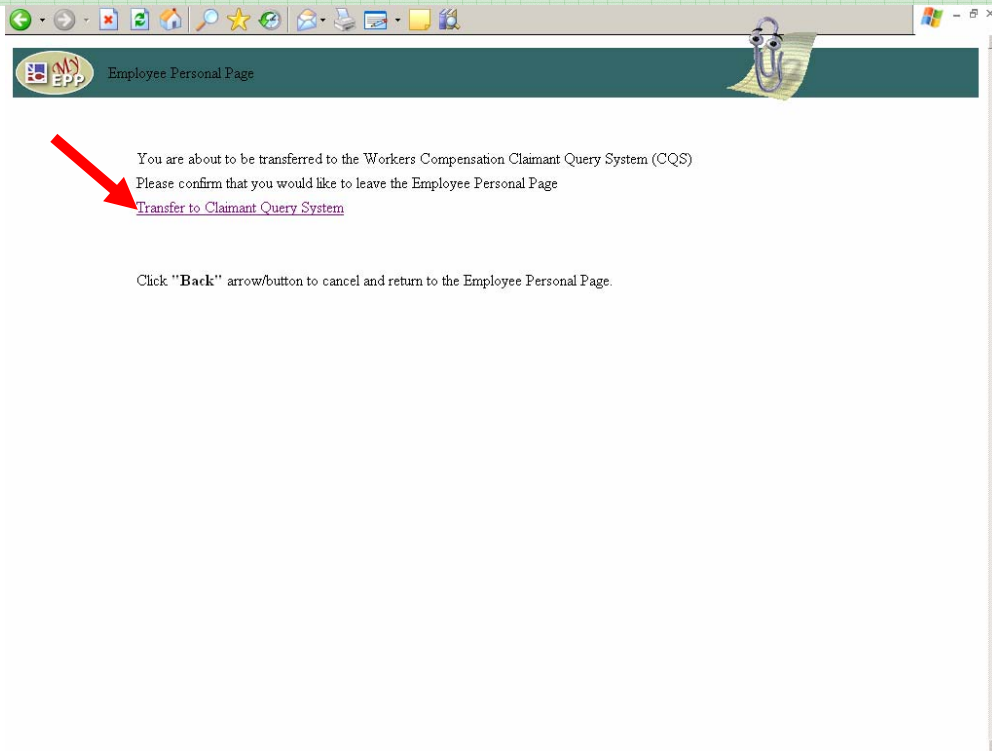 MY
EPP
Employee Personal Page
You are about to be transferred to the Workers Compensation Claimant Query System (CQS)
Please confirm that you would like to leave the Employee Personal Page
Transfer to Claimant Query System
Click "Back" arrow/button to cancel and return to the Employee Personal Page.